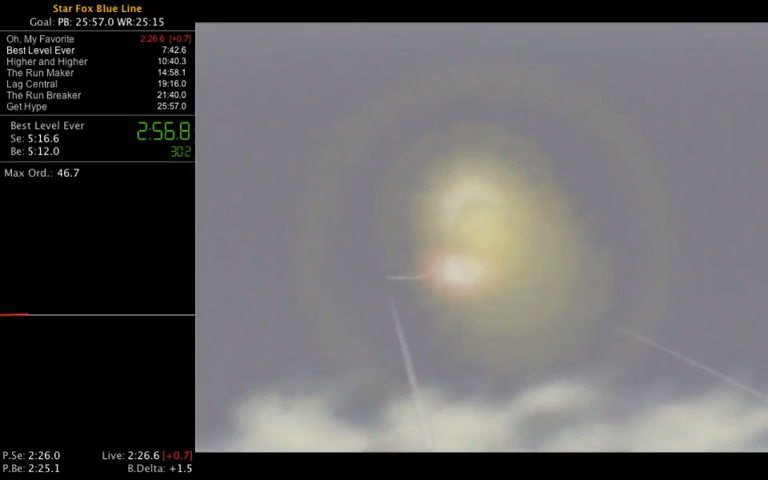 Star Fox Blue Line
Goal: PB: 25:57.0 WR:25:15
Oh, My Favorite 2:26.6 [+0.7]
Best Level Ever 7:42.6
Higher and Higher 10:40.3
The Run Maker 14:58.1
Lag Central 19:16.0
The Run Breaker 21:40.0
Get Hype 25:57.0
Best Level Ever 2:56.8
Se: 5:16.6
Be: 5:12.0 30.2
Max Ord.: 46.7
P.Se: 2:26.0 Live: 2:26.6 [+0.7]
P.Be: 2:25.1 B.Delta: +1.5